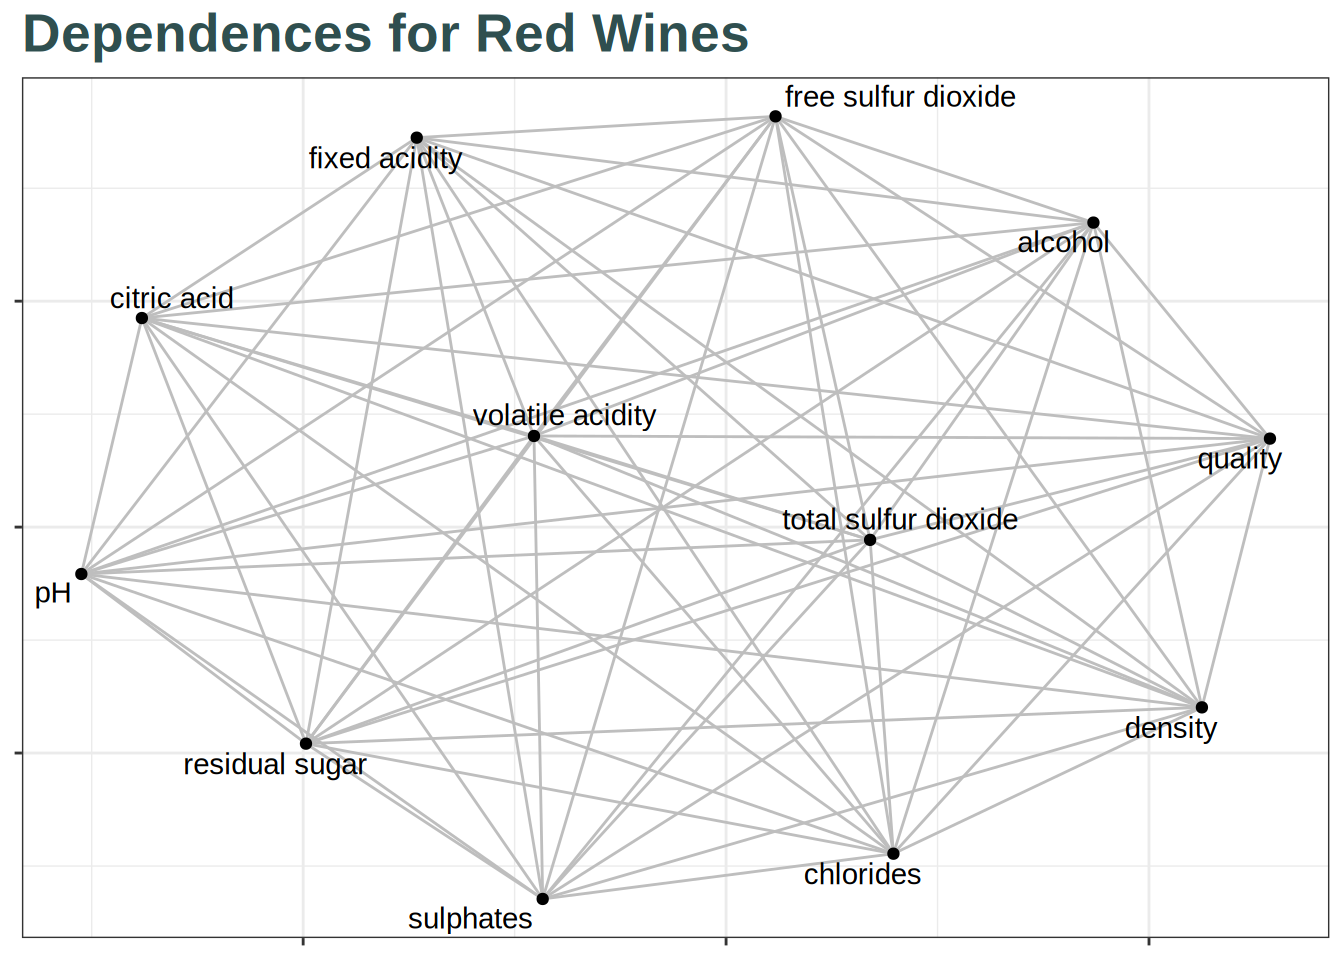 Dependences for Red Wines
free sulfur dioxide
fixed acidity
alcohol
citric acid
volatile acidity
quality
total sulfur dioxide
pH
density
residual sugar
chlorides
sulphates